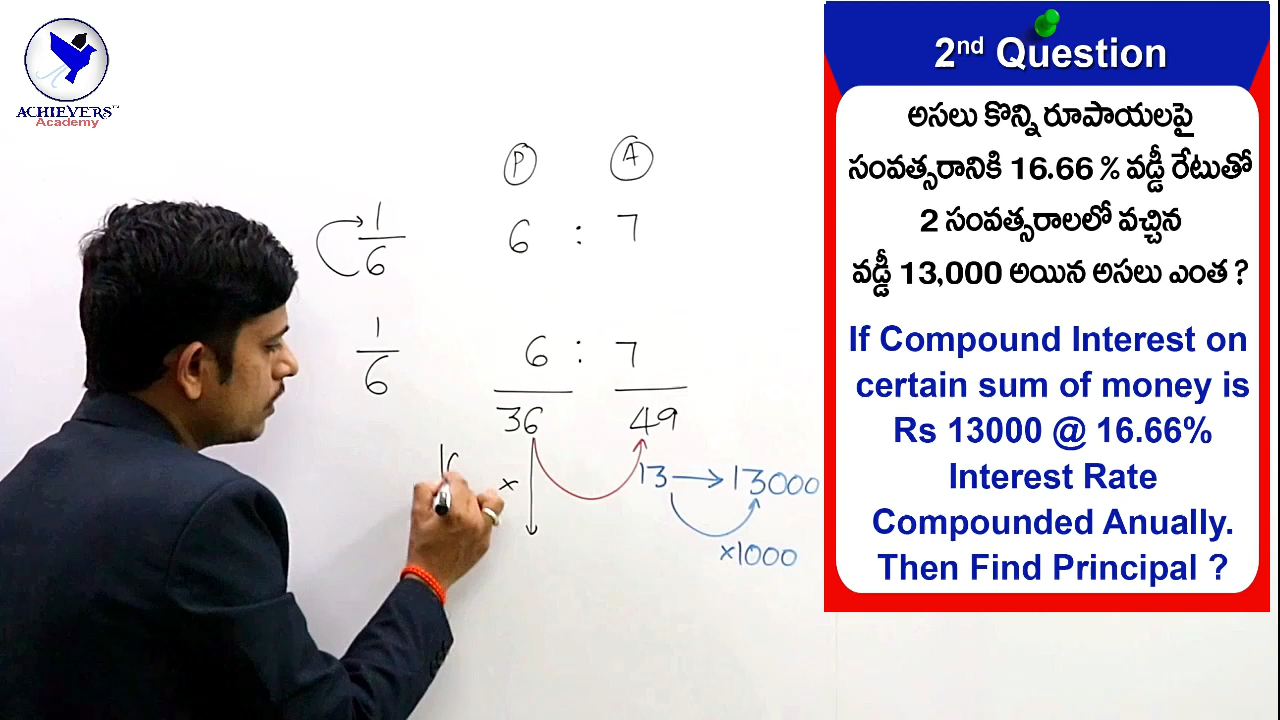 ACHIEVERS™
Academy
2nd Question
అసలు కొన్ని రూపాయలపై
సంవత్సరానికి 16.66 % వడ్డీ రేటుతో
2 సంవత్సరాలలో వచ్చిన
వడ్డీ 13,000 అయిన అసలు ఎంత ?
If Compound Interest on
certain sum of money is
Rs 13000 @ 16.66%
Interest Rate
Compounded Anually.
Then Find Principal ?
P A
1/6 6 : 7
1/6 6 : 7
36 49
× 13 → 13000
×1000